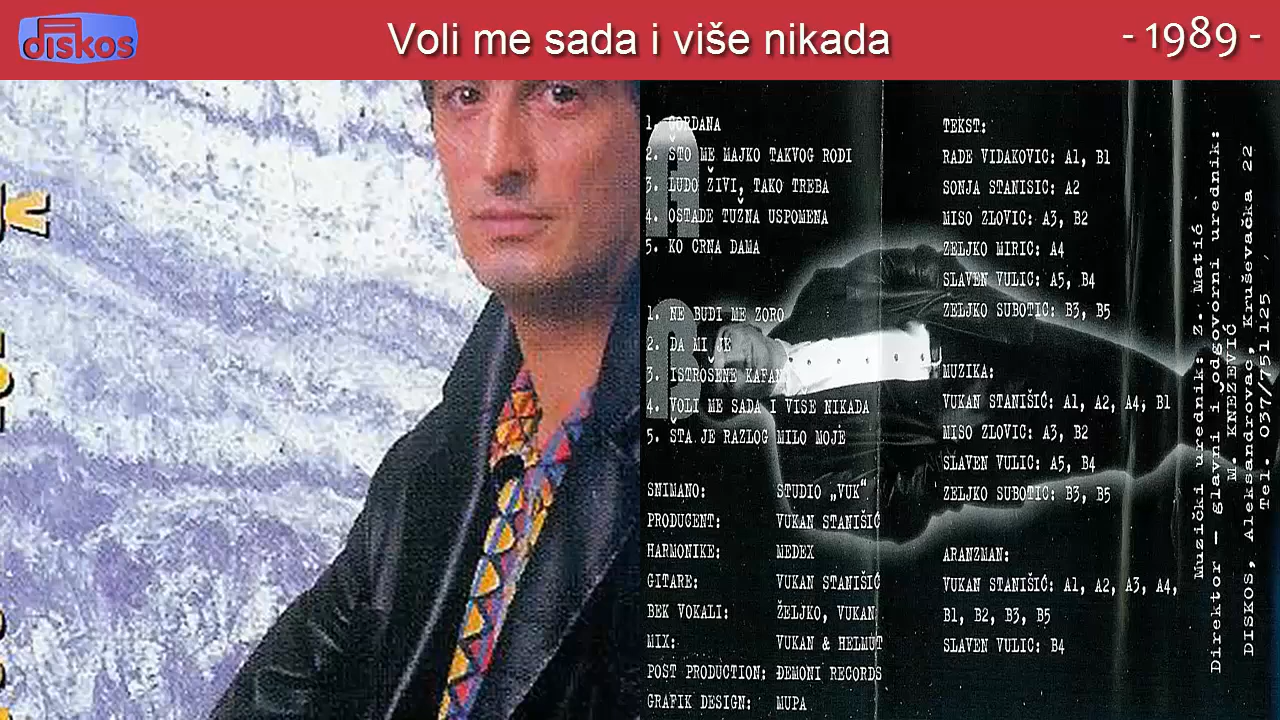 diskos
Voli me sada i više nikada
- 1989 -
1. GORDANA
2. ŠTO ME MAJKO TAKVOG RODI
3. LUDO ŽIVI, TAKO TREBA
4. OSTADE TUŽNA USPOMENA
5. KO CRNA DAMA
1. NE BUDI ME ZORO
2. DA MI JE
3. ISTROŠENE KAFAN
4. VOLI ME SADA I VIŠE NIKADA
5. ŠTA JE RAZLOG MILO MOJE
SNIMANO: STUDIO „VUK“
PRODUCENT: VUKAN STANIŠIĆ
HARMONIKE: MEDEX
GITARE: VUKAN STANIŠIĆ
BEK VOKALI: ŽELJKO, VUKAN
MIX: VUKAN & HELMUT
POST PRODUCTION: ĐEMONI RECORDS
GRAFIK DESIGN: MUPA
TEKST:
RADE VIDAKOVIC: A1, B1
SONJA STANISIC: A2
MISO ZLOVIC: A3, B2
ZELJKO MIRIC: A4
SLAVEN VULIC: A5, B4
ZELJKO SUBOTIC: B3, B5
MUZIKA:
VUKAN STANIŠIĆ: A1, A2, A4, B1
MISO ZLOVIC: A3, B2
SLAVEN VULIC: A5, B4
ZELJKO SUBOTIC: B3, B5
ARANZMAN:
VUKAN STANIŠIĆ: A1, A2, A3, A4,
B1, B2, B3, B5
SLAVEN VULIC: B4
Muzički urednik: Z. Matić
Direktor — glavni i odgovorni urednik:
M. KNEZEVIĆ
DISKOS, Aleksandrovac, Kruševačka 22
Tel. 037/751125